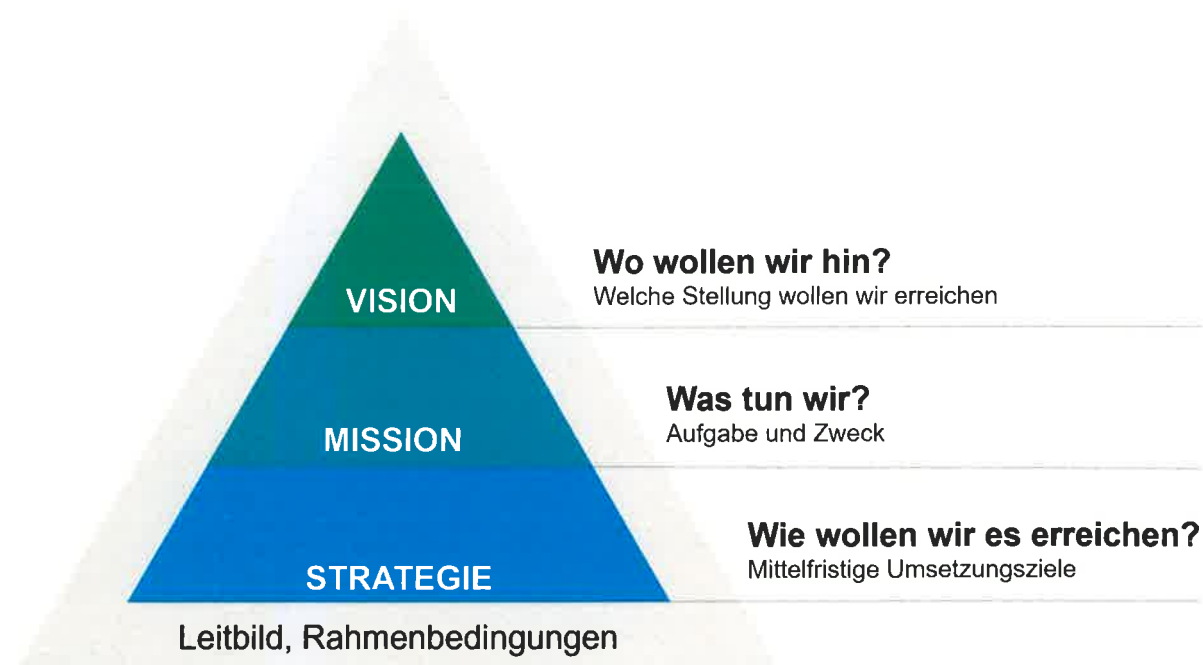 VISION
Wo wollen wir hin?
Welche Stellung wollen wir erreichen
MISSION
Was tun wir?
Aufgabe und Zweck
STRATEGIE
Wie wollen wir es erreichen?
Mittelfristige Umsetzungsziele
Leitbild, Rahmenbedingungen